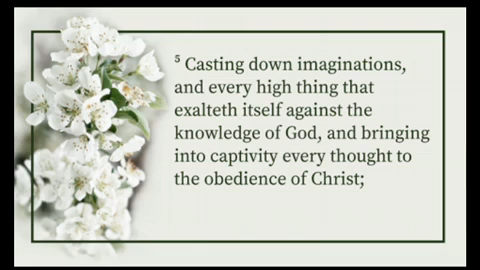 ⁵ Casting down imaginations,
and every high thing that
exalteth itself against the
knowledge of God, and bringing
into captivity every thought to
the obedience of Christ;